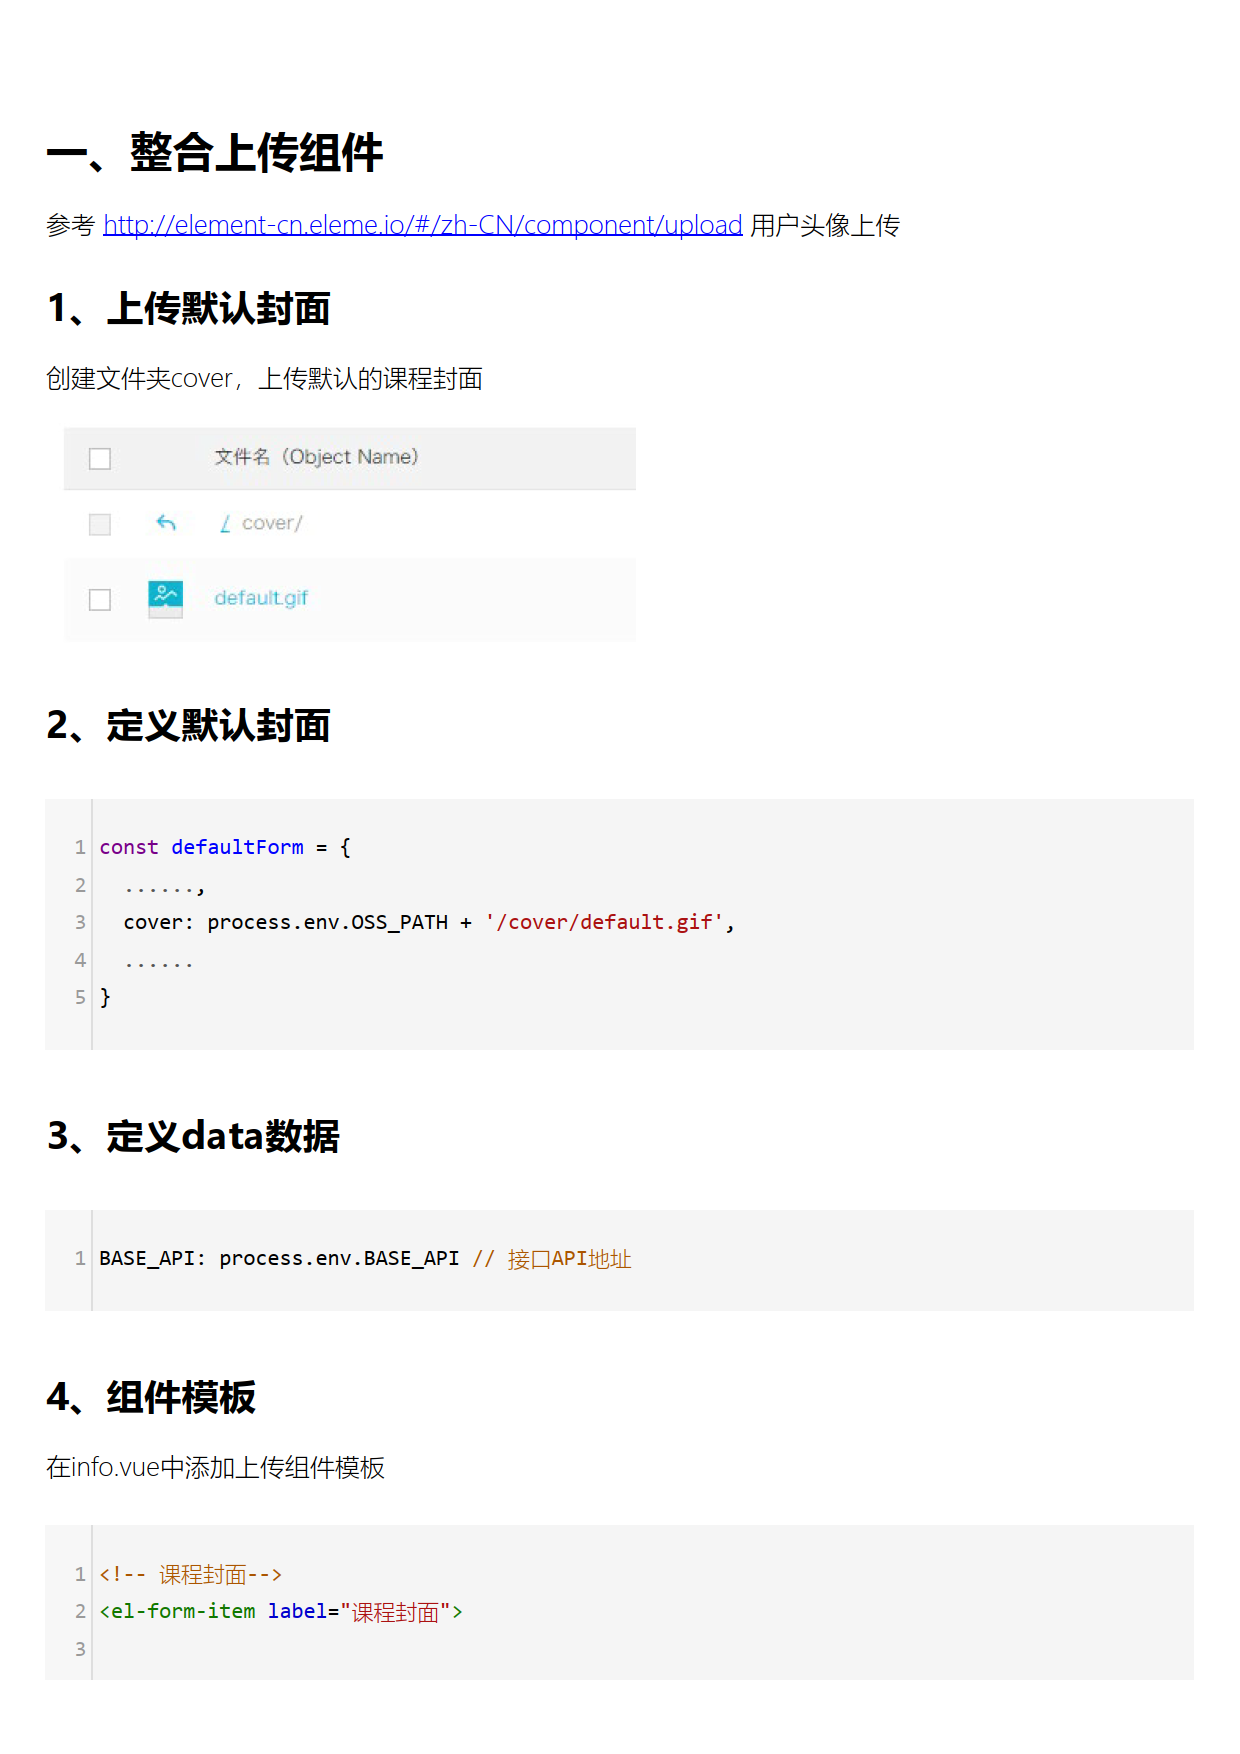 一、整合上传组件
参考 http://element-cn.eleme.io/#/zh-CN/component/upload 用户头像上传
1、上传默认封面
创建文件夹cover，上传默认的课程封面
文件名（Object Name）
/ cover/
default.gif
2、定义默认封面
1 const defaultForm = {
2   ......,
3   cover: process.env.OSS_PATH + '/cover/default.gif',
4   ......
5 }
3、定义data数据
1 BASE_API: process.env.BASE_API // 接口API地址
4、组件模板
在info.vue中添加上传组件模板
1 <!-- 课程封面-->
2 <el-form-item label="课程封面">
3